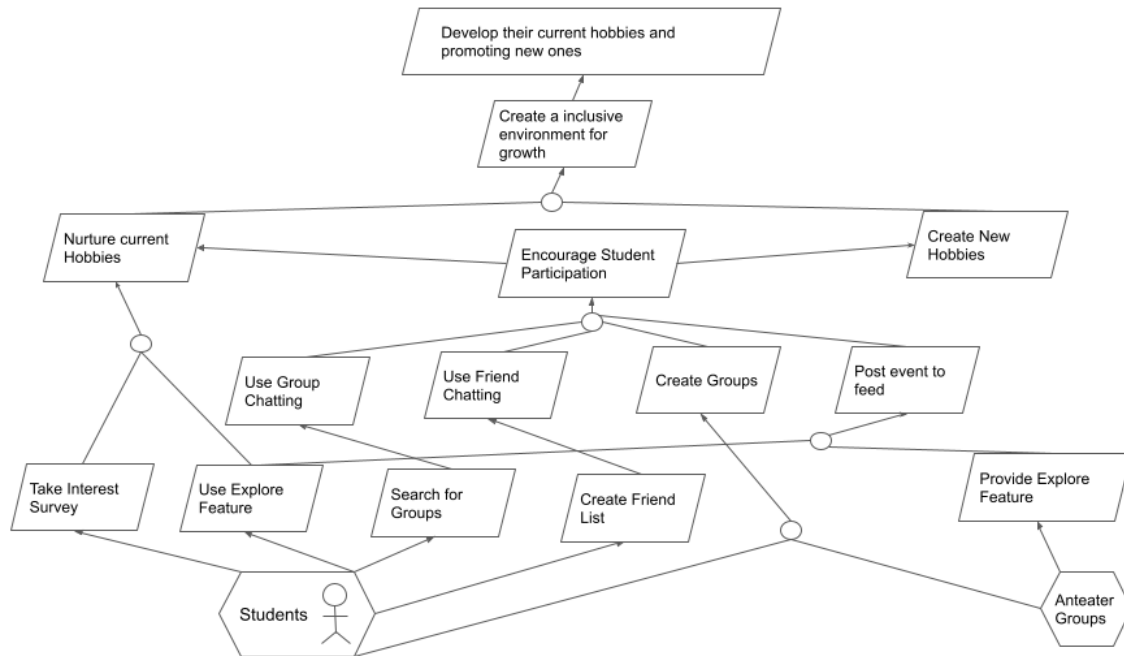 Develop their current hobbies and
promoting new ones
Create a inclusive
environment for
growth
Nurture current
Hobbies
Encourage Student
Participation
Create New
Hobbies
Use Group
Chatting
Use Friend
Chatting
Create Groups
Post event to
feed
Take Interest
Survey
Use Explore
Feature
Search for
Groups
Create Friend
List
Provide Explore
Feature
Students
Anteater
Groups